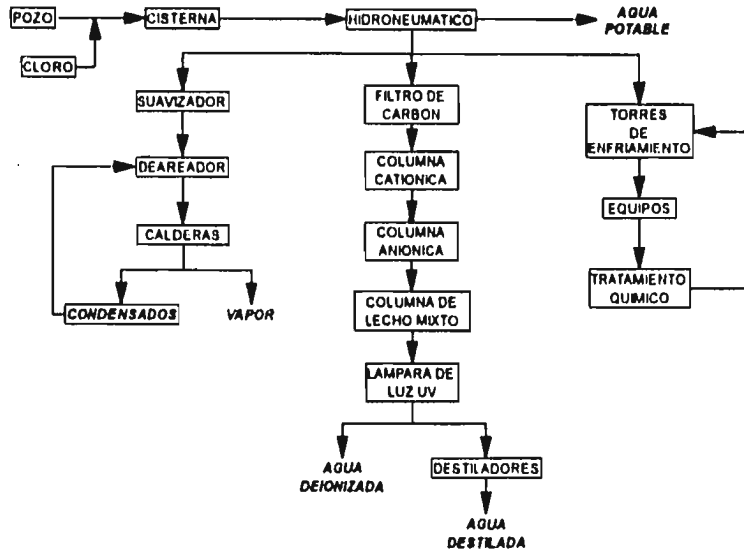 POZO
CISTERNA
HIDRONEUMATICO
AGUA
POTABLE
CLORO
SUAVIZADOR
FILTRO DE
CARBON
TORRES
DE
ENFRIAMIENTO
DEAREADOR
COLUMNA
CATIONICA
EQUIPOS
CALDERAS
COLUMNA
ANIONICA
TRATAMIENTO
QUIMICO
CONDENSADOS
VAPOR
COLUMNA DE
LECHO MIXTO
LAMPARA DE
LUZ UV
AGUA
DEIONIZADA
DESTILADORES
AGUA
DESTILADA